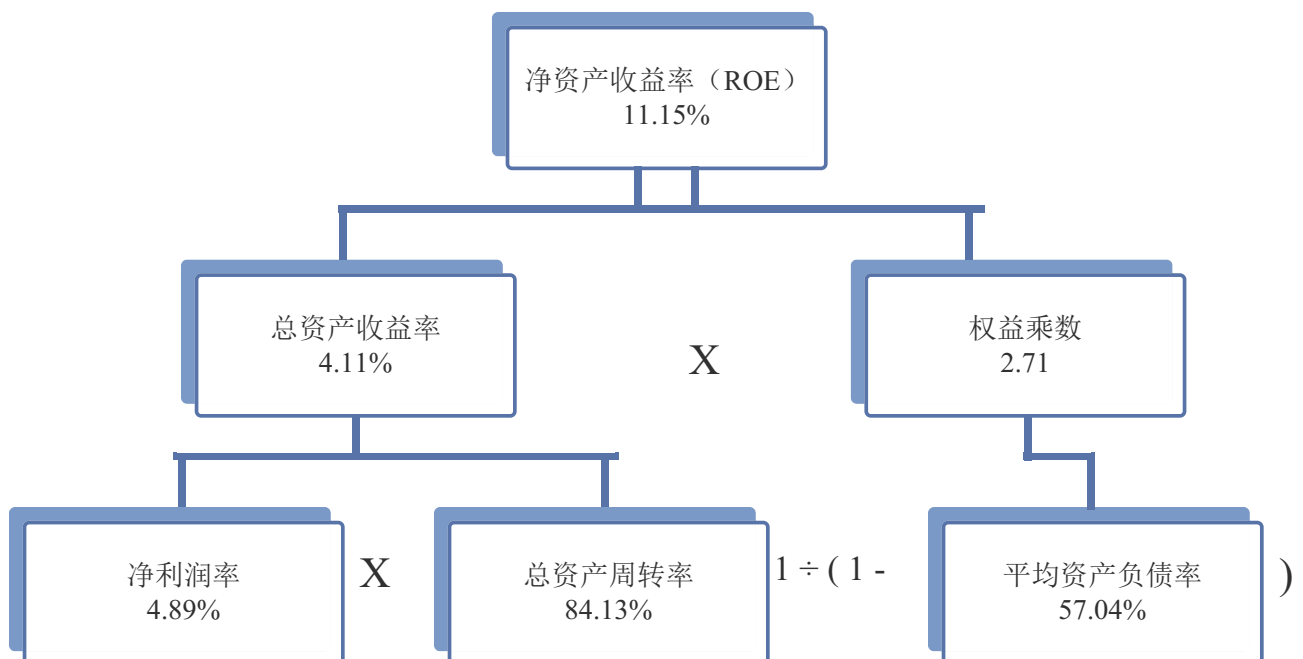 净资产收益率（ROE）
11.15%
总资产收益率
4.11%
X
权益乘数
2.71
净利润率
4.89%
X
总资产周转率
84.13%
1 ÷ ( 1 -
平均资产负债率
57.04%
)